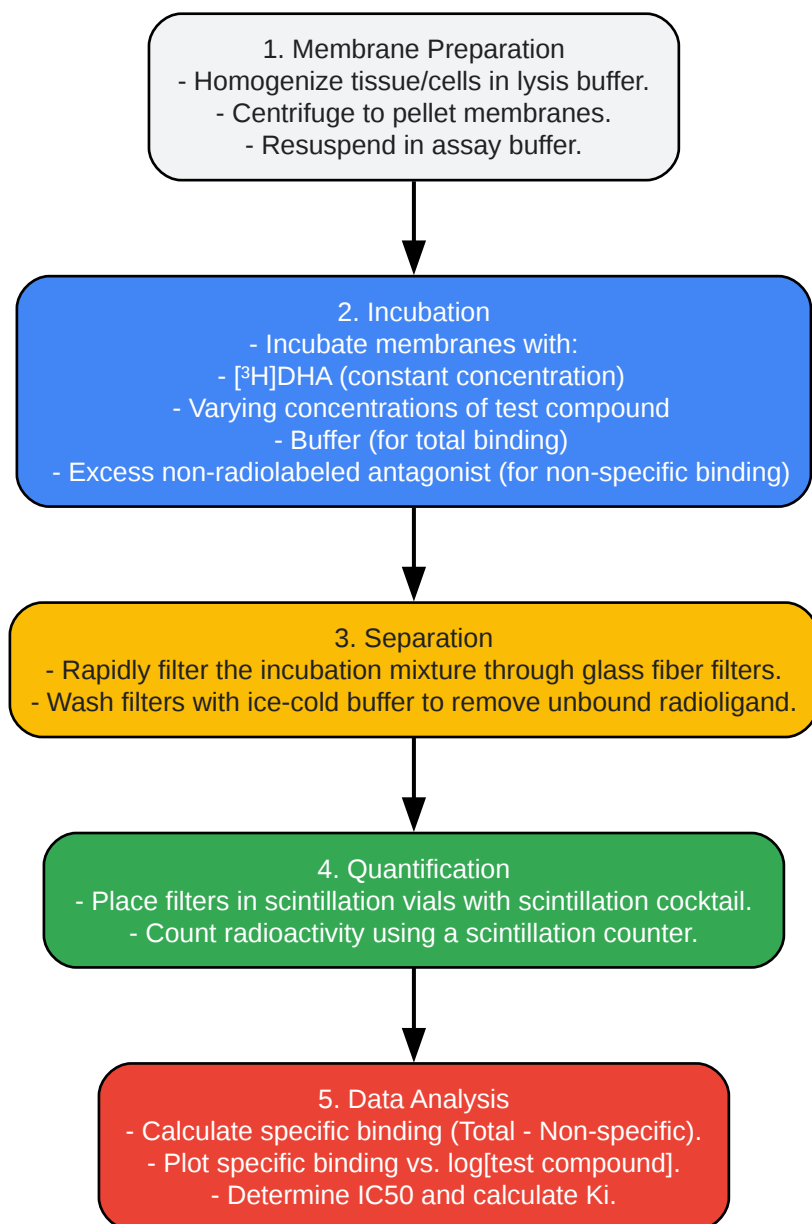 1. Membrane Preparation
- Homogenize tissue/cells in lysis buffer.
- Centrifuge to pellet membranes.
- Resuspend in assay buffer.
2. Incubation
- Incubate membranes with:
- [³H]DHA (constant concentration)
- Varying concentrations of test compound
- Buffer (for total binding)
- Excess non-radiolabeled antagonist (for non-specific binding)
3. Separation
- Rapidly filter the incubation mixture through glass fiber filters.
- Wash filters with ice-cold buffer to remove unbound radioligand.
4. Quantification
- Place filters in scintillation vials with scintillation cocktail.
- Count radioactivity using a scintillation counter.
5. Data Analysis
- Calculate specific binding (Total - Non-specific).
- Plot specific binding vs. log[test compound].
- Determine IC50 and calculate Ki.